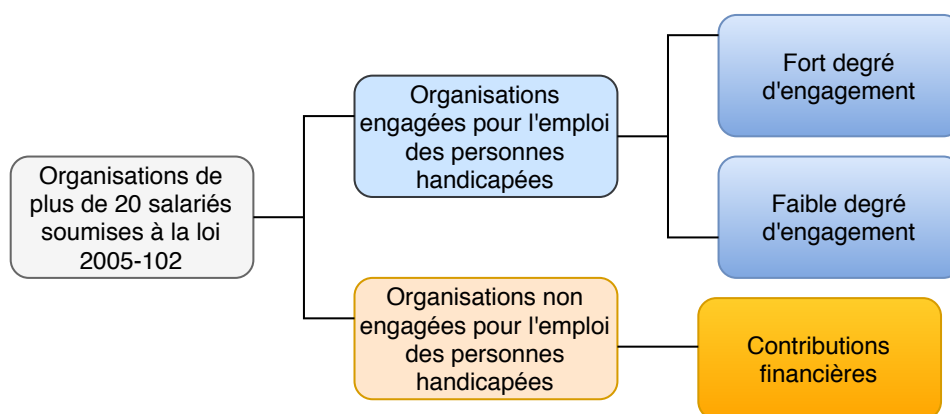 Organisations de
plus de 20 salariés
soumises à la loi
2005-102
Organisations
engagées pour l'emploi
des personnes
handicapées
Fort degré
d'engagement
Faible degré
d'engagement
Organisations non
engagées pour l'emploi
des personnes
handicapées
Contributions
financières